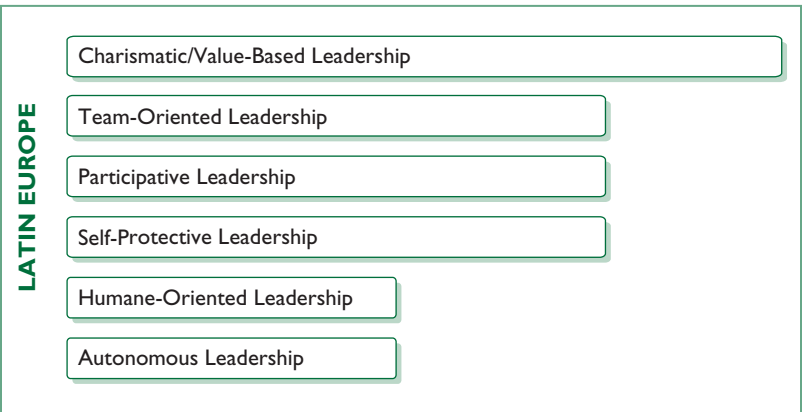 LATIN EUROPE
Charismatic/Value-Based Leadership
Team-Oriented Leadership
Participative Leadership
Self-Protective Leadership
Humane-Oriented Leadership
Autonomous Leadership